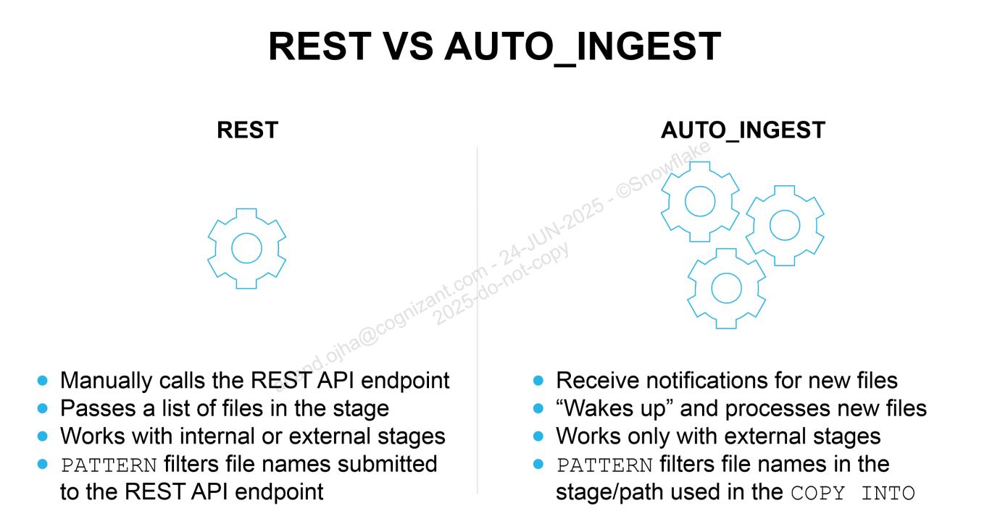 REST VS AUTO_INGEST
REST
AUTO_INGEST
.ojha@cognizant.com - 24-JUN-2025 - ©Snowflake
2025-do-not-copy
● Manually calls the REST API endpoint
● Passes a list of files in the stage
● Works with internal or external stages
● PATTERN filters file names submitted
to the REST API endpoint
● Receive notifications for new files
● “Wakes up” and processes new files
● Works only with external stages
● PATTERN filters file names in the
stage/path used in the COPY INTO